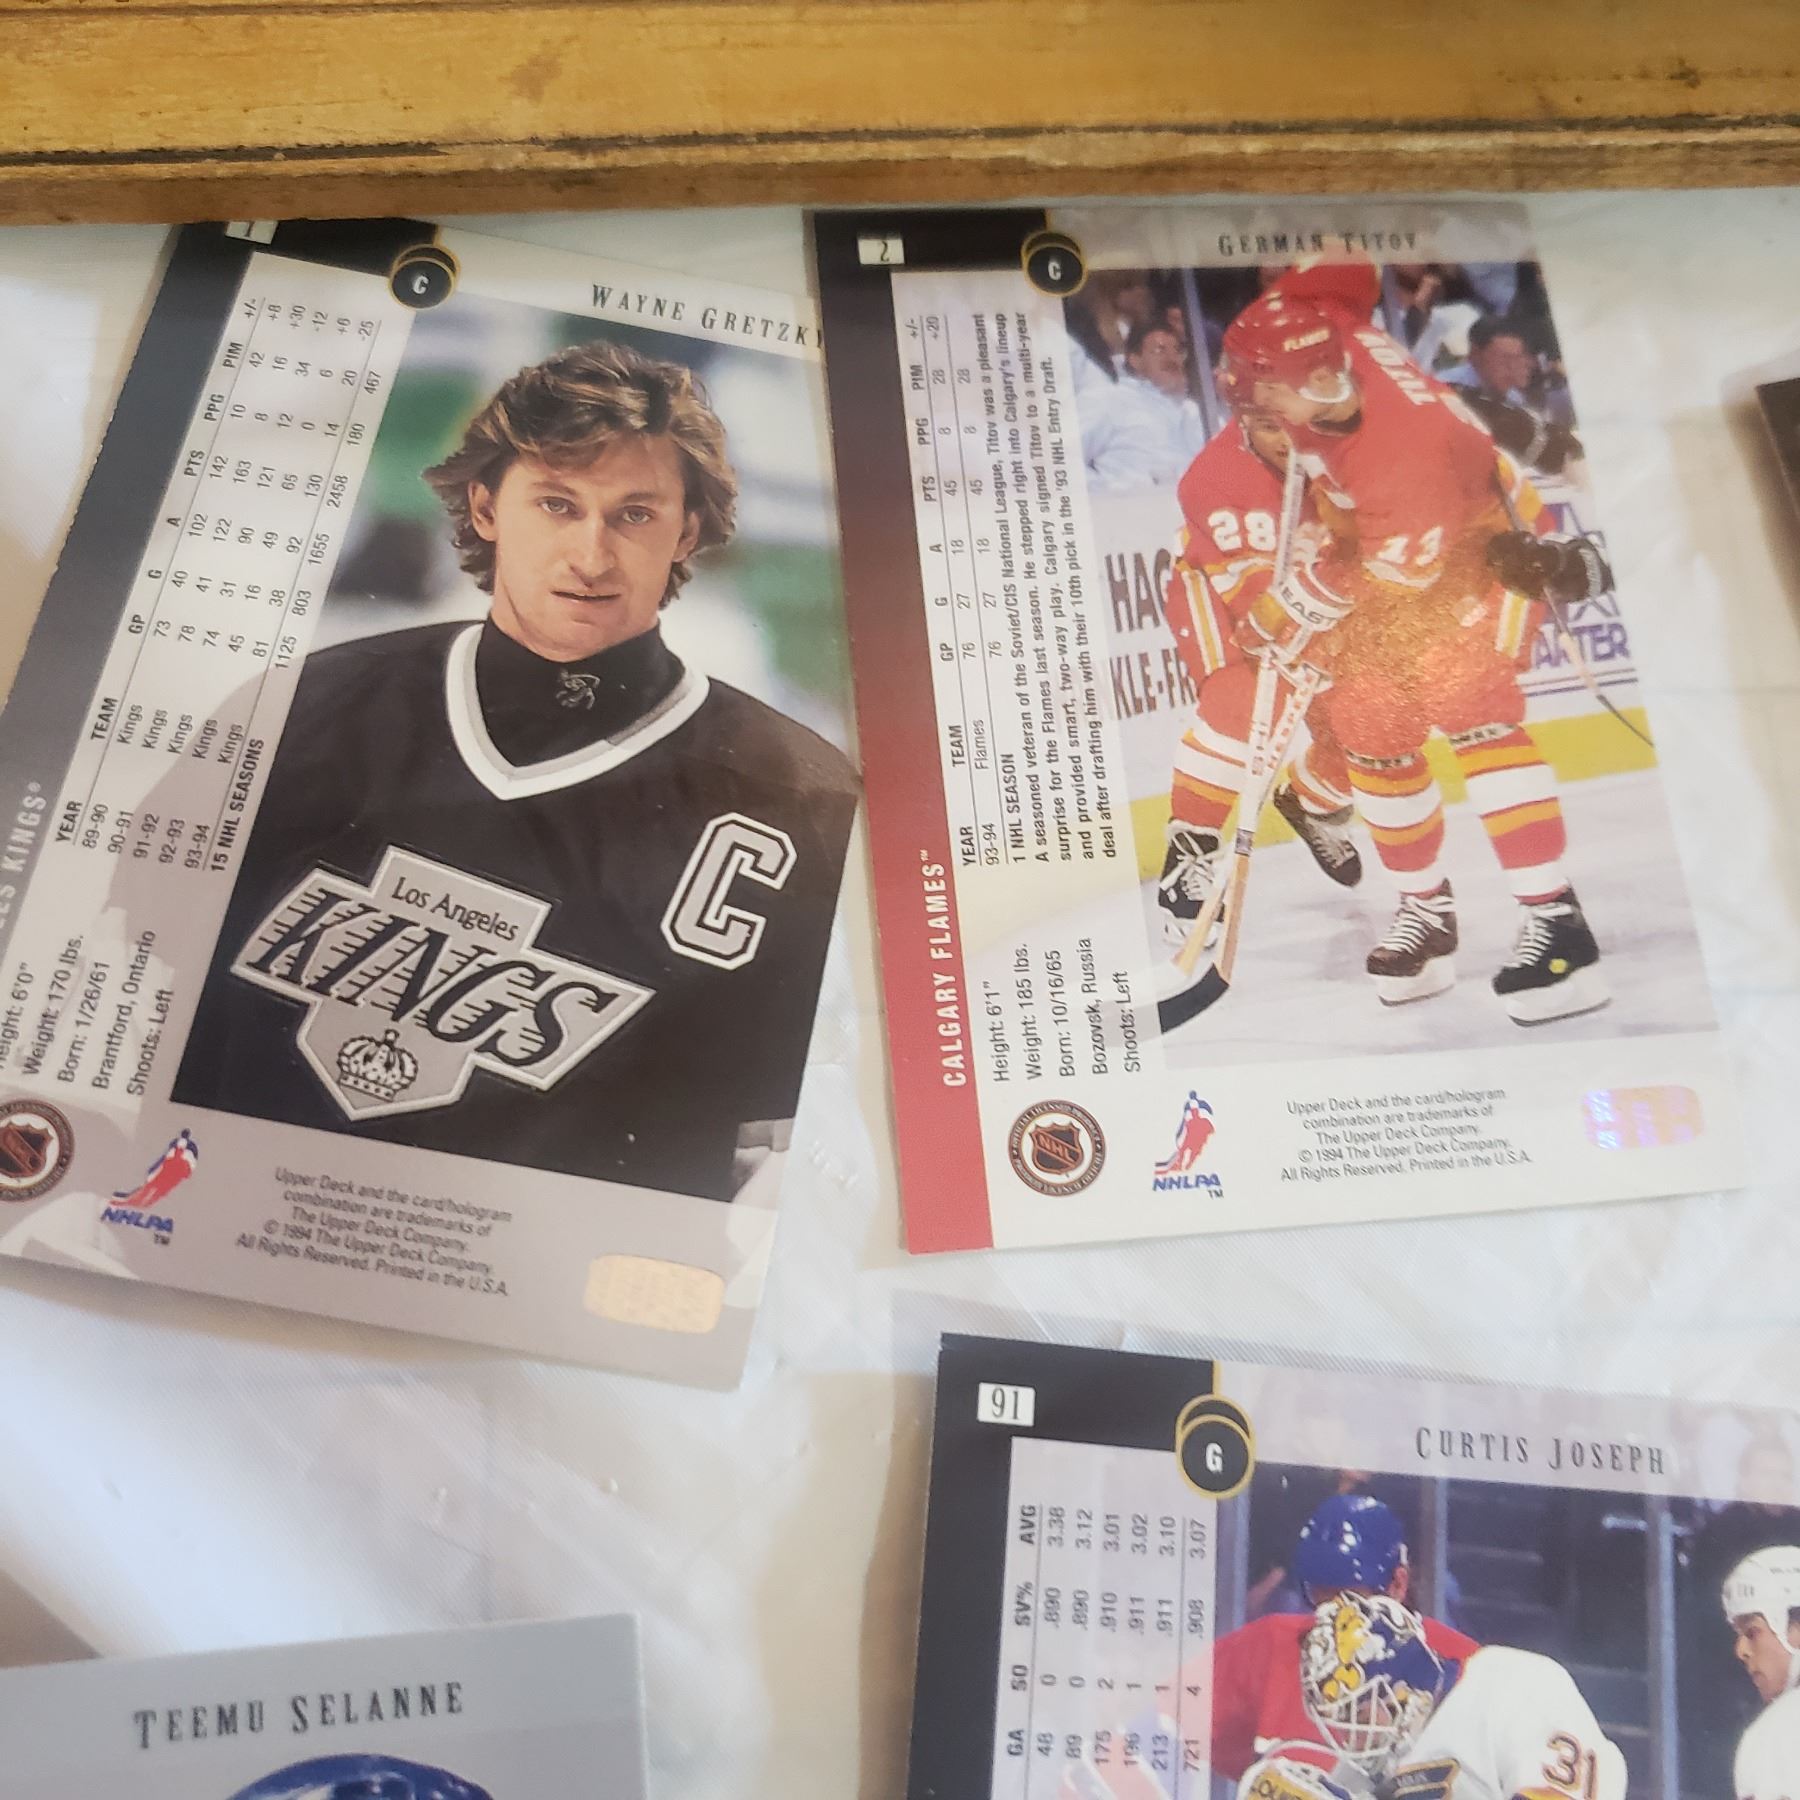 1
C
WAYNE GRETZKY
LES KINGS®
YEAR TEAM GP G A PTS PPG PIM +/-
89-90 Kings 73 40 102 142 10 42 +8
90-91 Kings 78 41 122 163 8 16 +30
91-92 Kings 74 31 90 121 12 34 -12
92-93 Kings 45 16 49 65 0 6 +6
93-94 Kings 81 38 92 130 14 20 -25
15 NHL SEASONS 1125 803 1655 2458 180 467
Height: 6'0"
Weight: 170 lbs.
Born: 1/26/61
Brantford, Ontario
Shoots: Left
Los Angeles
KINGS
C
NHLPA
TM
Upper Deck and the card/hologram
combination are trademarks of
The Upper Deck Company.
© 1994 The Upper Deck Company.
All Rights Reserved. Printed in the U.S.A.
2
C
GERMAN TITOV
CALGARY FLAMES™
YEAR TEAM GP G A PTS PPG PIM +/-
93-94 Flames 76 27 18 45 8 28 +20
1 NHL SEASON 76 27 18 45 8 28
A seasoned veteran of the Soviet/CIS National League, Titov was a pleasant
surprise for the Flames last season. He stepped right into Calgary's lineup
and provided smart, two-way play. Calgary signed Titov to a multi-year
deal after drafting him with their 10th pick in the '93 NHL Entry Draft.
Height: 6'1"
Weight: 185 lbs.
Born: 10/16/65
Bozovsk, Russia
Shoots: Left
FLAMES
28
13
HAG
KLE-FR
ARTER
NHL
NHLPA
TM
Upper Deck and the card/hologram
combination are trademarks of
The Upper Deck Company.
© 1994 The Upper Deck Company.
All Rights Reserved. Printed in the U.S.A.
91
G
CURTIS JOSEPH
GA SO SV% AVG
48 0 .890 3.38
89 0 .890 3.12
175 2 .910 3.01
196 1 .911 3.02
213 1 .911 3.10
721 4 .908 3.07
31
TEEMU SELANNE